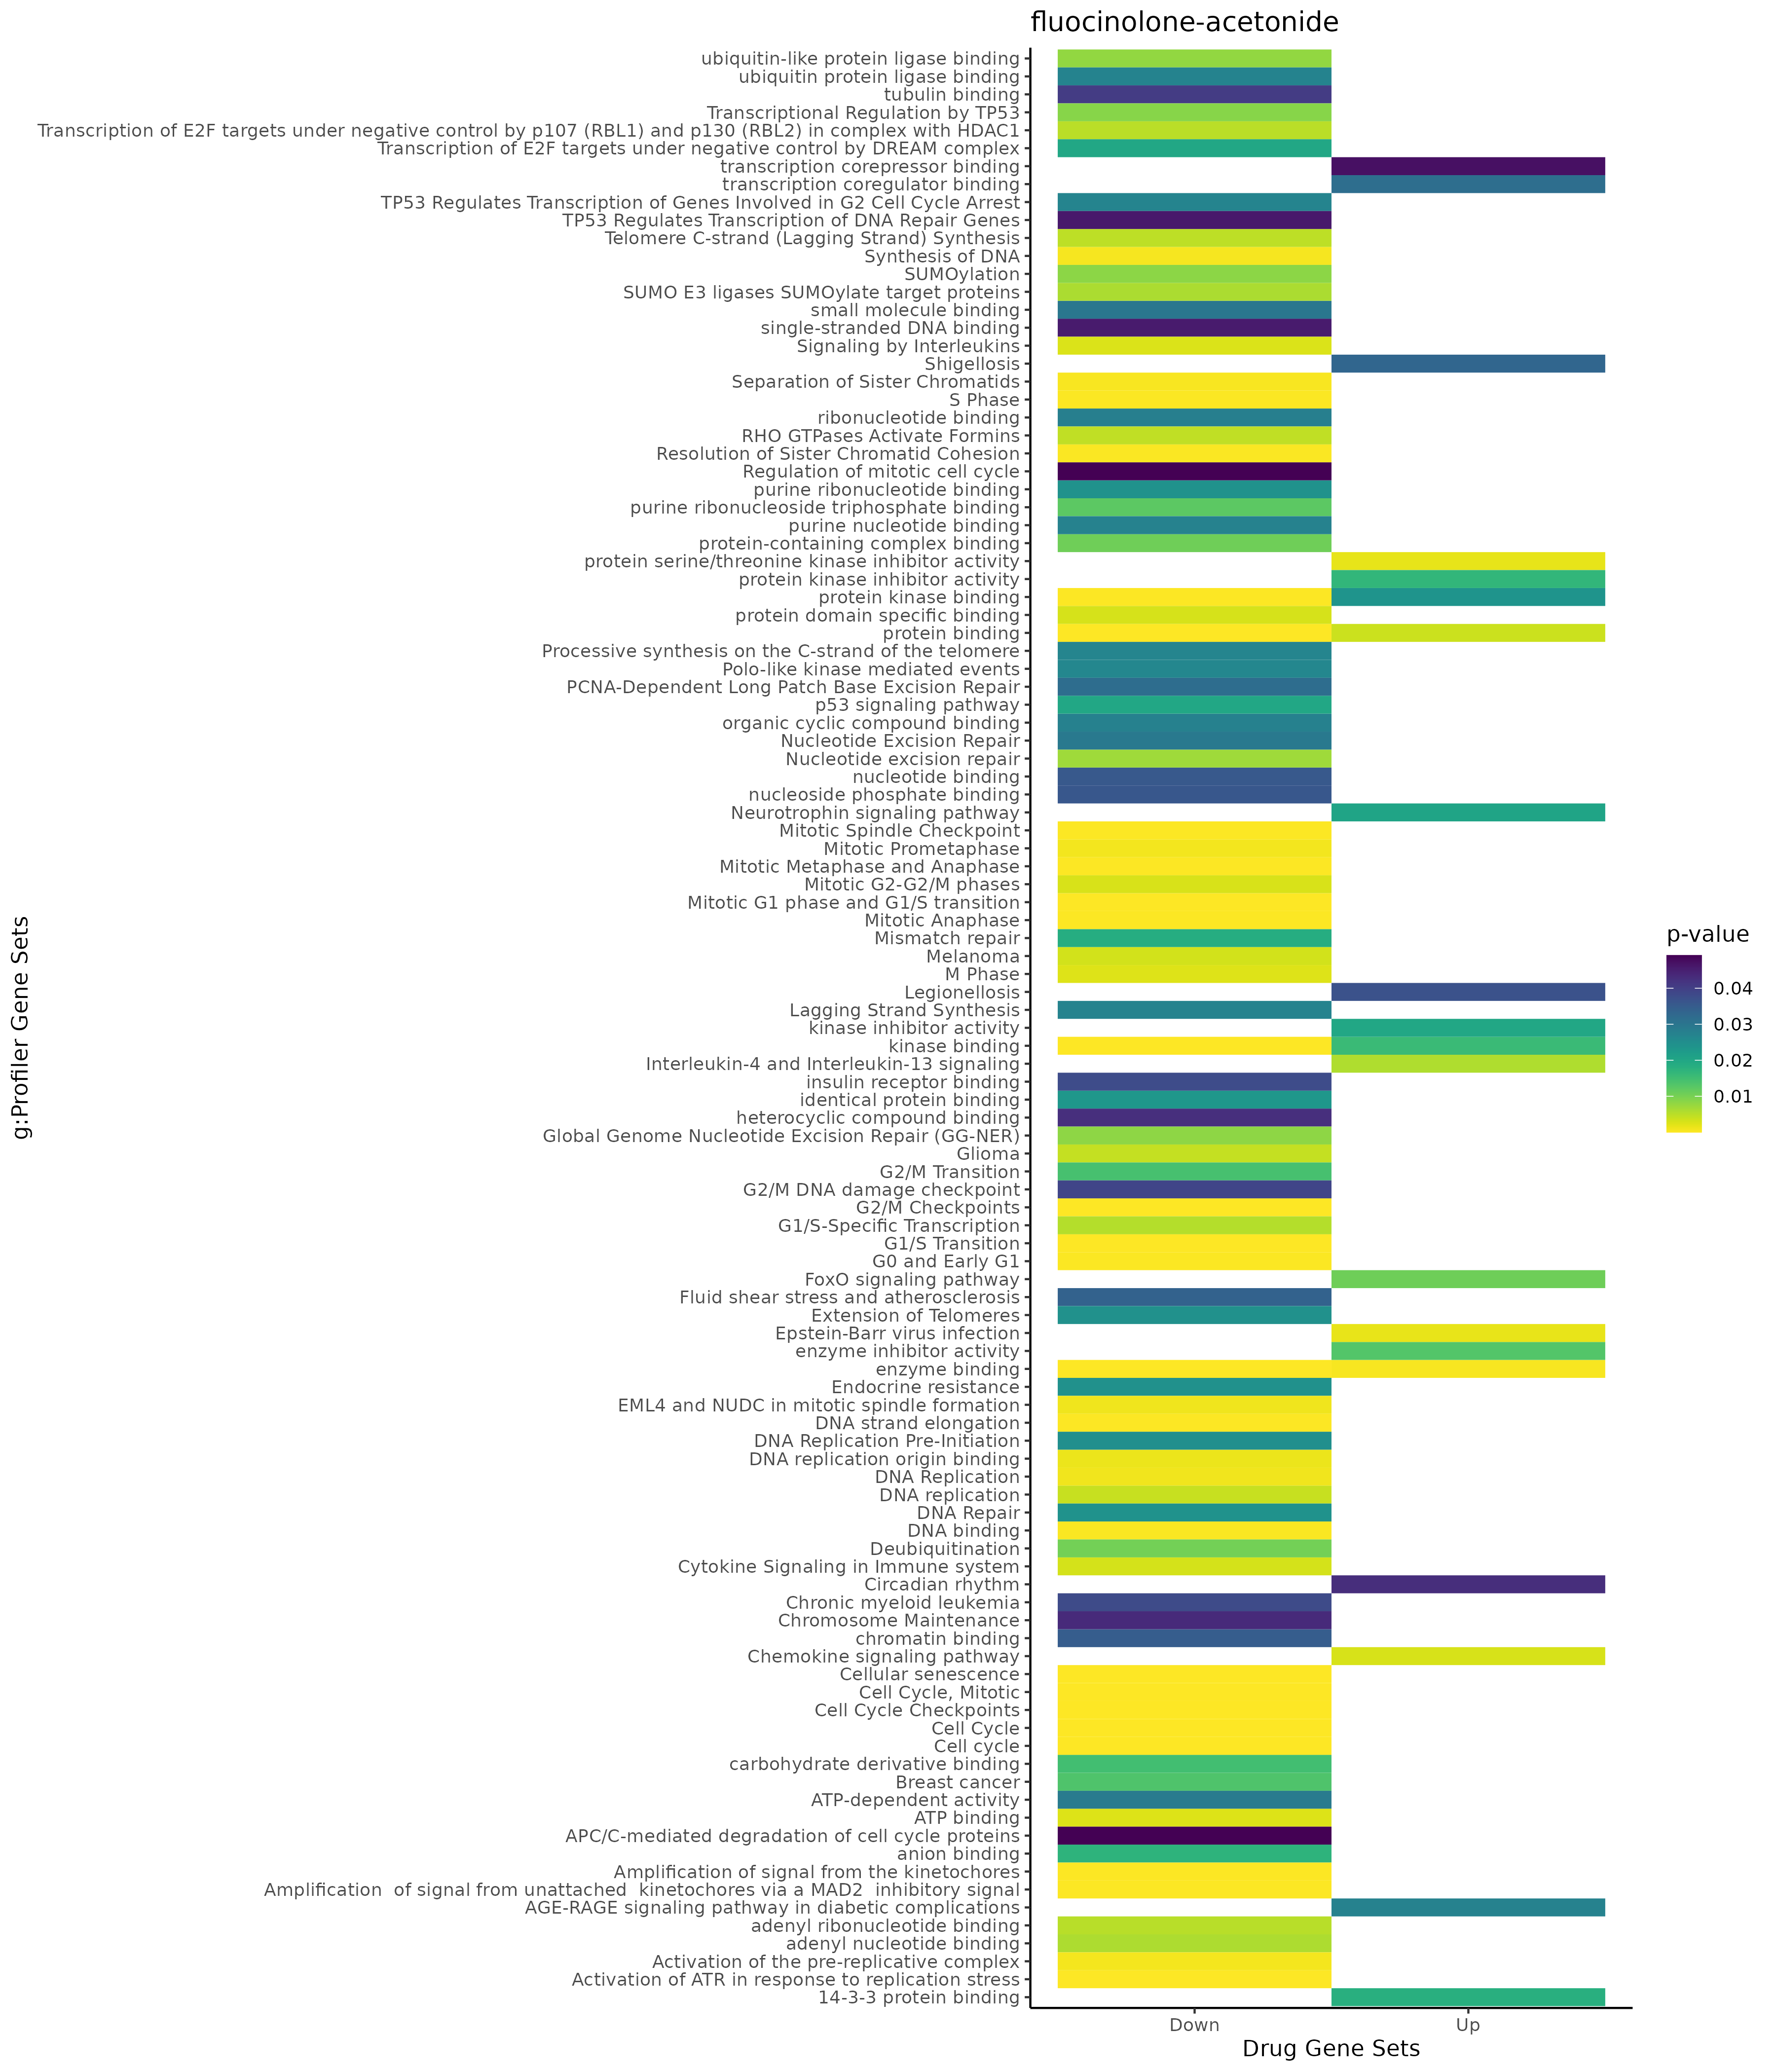 fluocinolone-acetonide
ubiquitin-like protein ligase binding
ubiquitin protein ligase binding
tubulin binding
Transcriptional Regulation by TP53
Transcription of E2F targets under negative control by p107 (RBL1) and p130 (RBL2) in complex with HDAC1
Transcription of E2F targets under negative control by DREAM complex
transcription corepressor binding
transcription coregulator binding
TP53 Regulates Transcription of Genes Involved in G2 Cell Cycle Arrest
TP53 Regulates Transcription of DNA Repair Genes
Telomere C-strand (Lagging Strand) Synthesis
Synthesis of DNA
SUMOylation
SUMO E3 ligases SUMOylate target proteins
small molecule binding
single-stranded DNA binding
Signaling by Interleukins
Shigellosis
Separation of Sister Chromatids
S Phase
ribonucleotide binding
RHO GTPases Activate Formins
Resolution of Sister Chromatid Cohesion
Regulation of mitotic cell cycle
purine ribonucleotide binding
purine ribonucleoside triphosphate binding
purine nucleotide binding
protein-containing complex binding
protein serine/threonine kinase inhibitor activity
protein kinase inhibitor activity
protein kinase binding
protein domain specific binding
protein binding
Processive synthesis on the C-strand of the telomere
Polo-like kinase mediated events
PCNA-Dependent Long Patch Base Excision Repair
p53 signaling pathway
organic cyclic compound binding
Nucleotide Excision Repair
Nucleotide excision repair
nucleotide binding
nucleoside phosphate binding
Neurotrophin signaling pathway
Mitotic Spindle Checkpoint
Mitotic Prometaphase
Mitotic Metaphase and Anaphase
Mitotic G2-G2/M phases
Mitotic G1 phase and G1/S transition
Mitotic Anaphase
Mismatch repair
Melanoma
M Phase
Legionellosis
Lagging Strand Synthesis
kinase inhibitor activity
kinase binding
Interleukin-4 and Interleukin-13 signaling
insulin receptor binding
identical protein binding
heterocyclic compound binding
Global Genome Nucleotide Excision Repair (GG-NER)
Glioma
G2/M Transition
G2/M DNA damage checkpoint
G2/M Checkpoints
G1/S-Specific Transcription
G1/S Transition
G0 and Early G1
FoxO signaling pathway
Fluid shear stress and atherosclerosis
Extension of Telomeres
Epstein-Barr virus infection
enzyme inhibitor activity
enzyme binding
Endocrine resistance
EML4 and NUDC in mitotic spindle formation
DNA strand elongation
DNA Replication Pre-Initiation
DNA replication origin binding
DNA Replication
DNA replication
DNA Repair
DNA binding
Deubiquitination
Cytokine Signaling in Immune system
Circadian rhythm
Chronic myeloid leukemia
Chromosome Maintenance
chromatin binding
Chemokine signaling pathway
Cellular senescence
Cell Cycle, Mitotic
Cell Cycle Checkpoints
Cell Cycle
Cell cycle
carbohydrate derivative binding
Breast cancer
ATP-dependent activity
ATP binding
APC/C-mediated degradation of cell cycle proteins
anion binding
Amplification of signal from the kinetochores
Amplification  of signal from unattached  kinetochores via a MAD2  inhibitory signal
AGE-RAGE signaling pathway in diabetic complications
adenyl ribonucleotide binding
adenyl nucleotide binding
Activation of the pre-replicative complex
Activation of ATR in response to replication stress
14-3-3 protein binding
g:Profiler Gene Sets
Down
Up
Drug Gene Sets
p-value
0.04
0.03
0.02
0.01